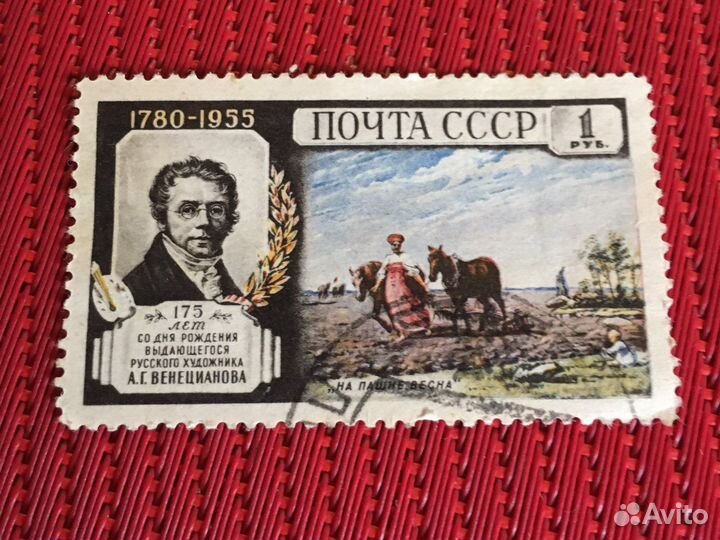 1780-1955
ПОЧТА СССР
1
РУБ.
175
ЛЕТ
СО ДНЯ РОЖДЕНИЯ
ВЫДАЮЩЕГОСЯ
РУССКОГО ХУДОЖНИКА
А.Г. ВЕНЕЦИАНОВА
„НА ПАШНЕ. ВЕСНА"
Avito